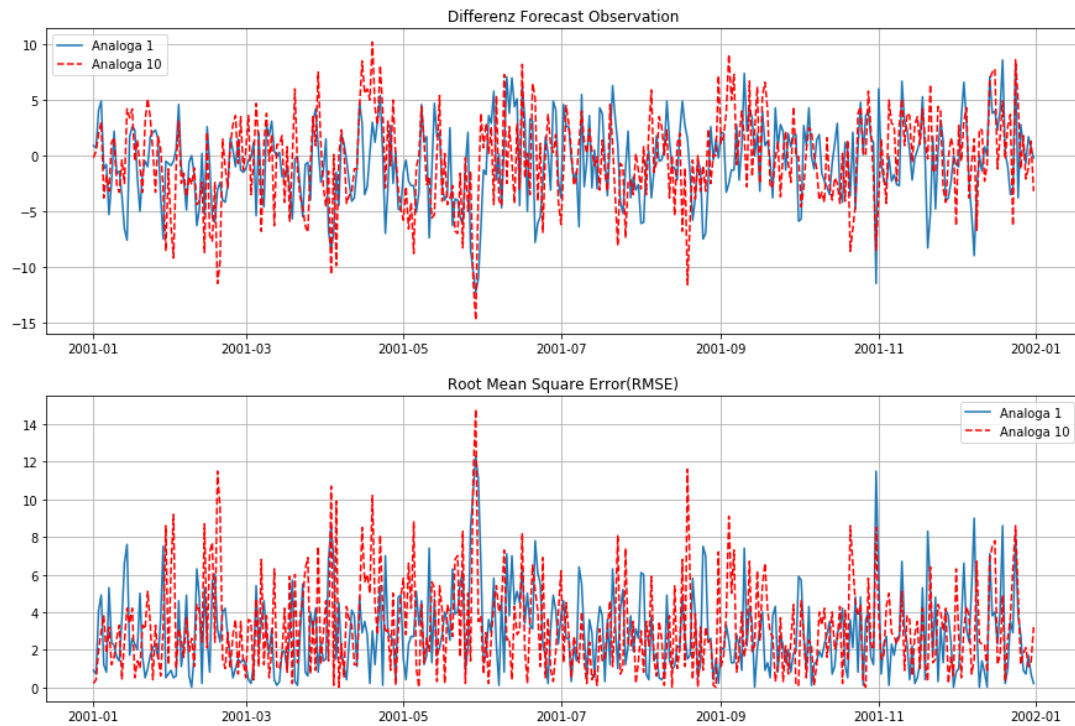 Differenz Forecast Observation
Analoga 1
Analoga 10
10
5
0
−5
−10
−15
2001-01 2001-03 2001-05 2001-07 2001-09 2001-11 2002-01
Root Mean Square Error(RMSE)
Analoga 1
Analoga 10
14
12
10
8
6
4
2
0
2001-01 2001-03 2001-05 2001-07 2001-09 2001-11 2002-01